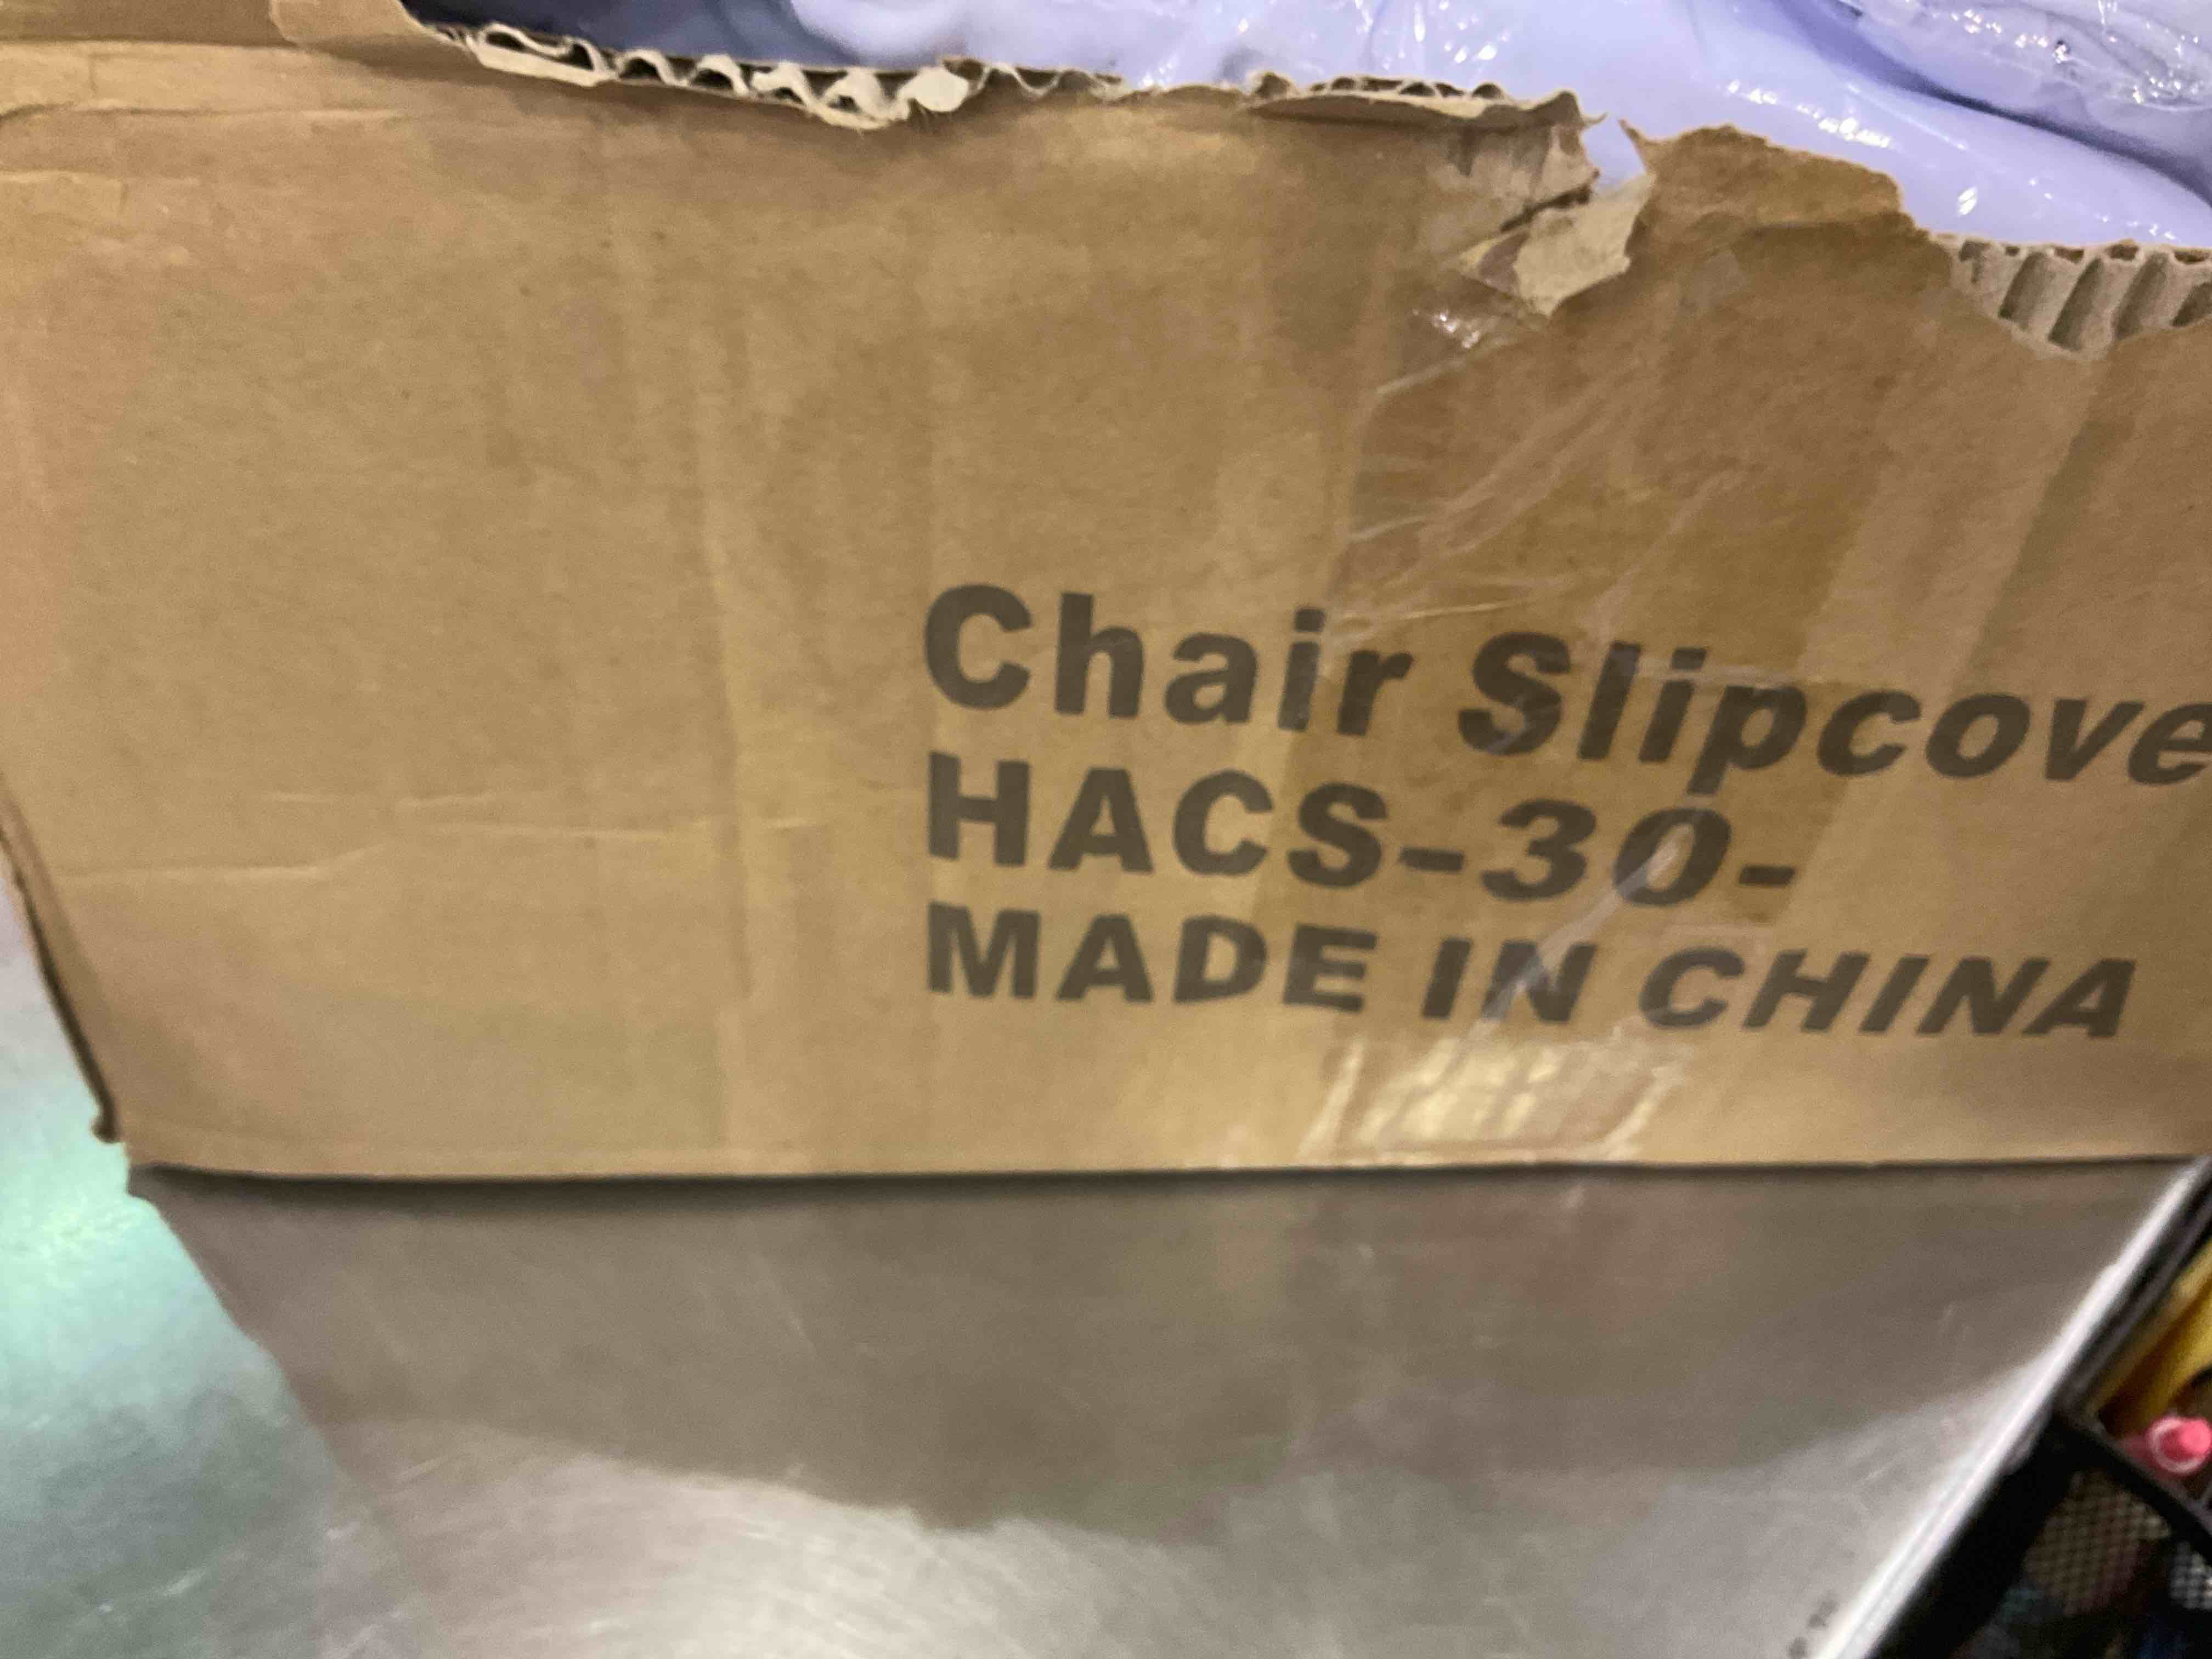 Chair Slipcove
HACS-30-
MADE IN CHINA